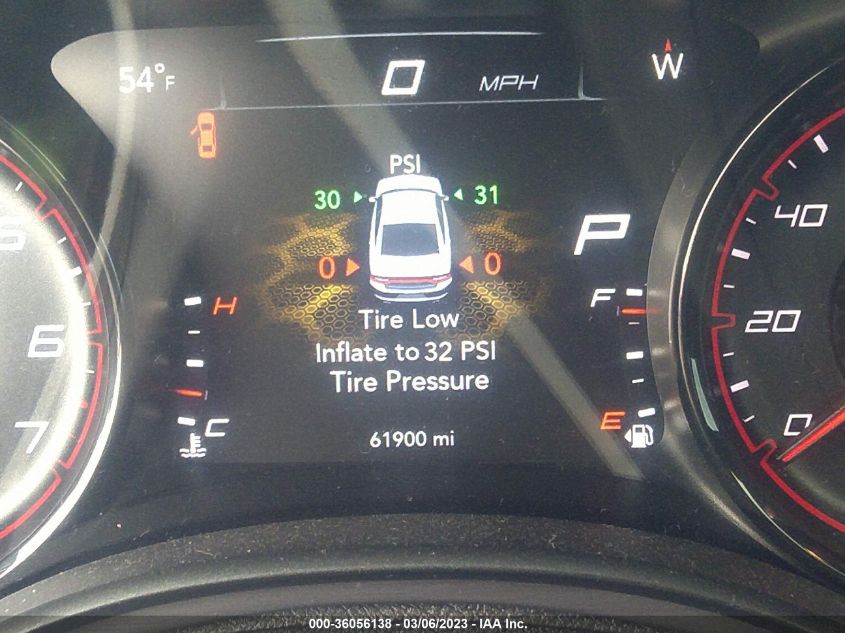 54°F 0 MPH W
PSI
30 31
0 0
P
Tire Low
Inflate to 32 PSI
Tire Pressure
61900 mi
H
C
F
E
6
7
40
20
0
000-36056138 - 03/06/2023 - IAA Inc.